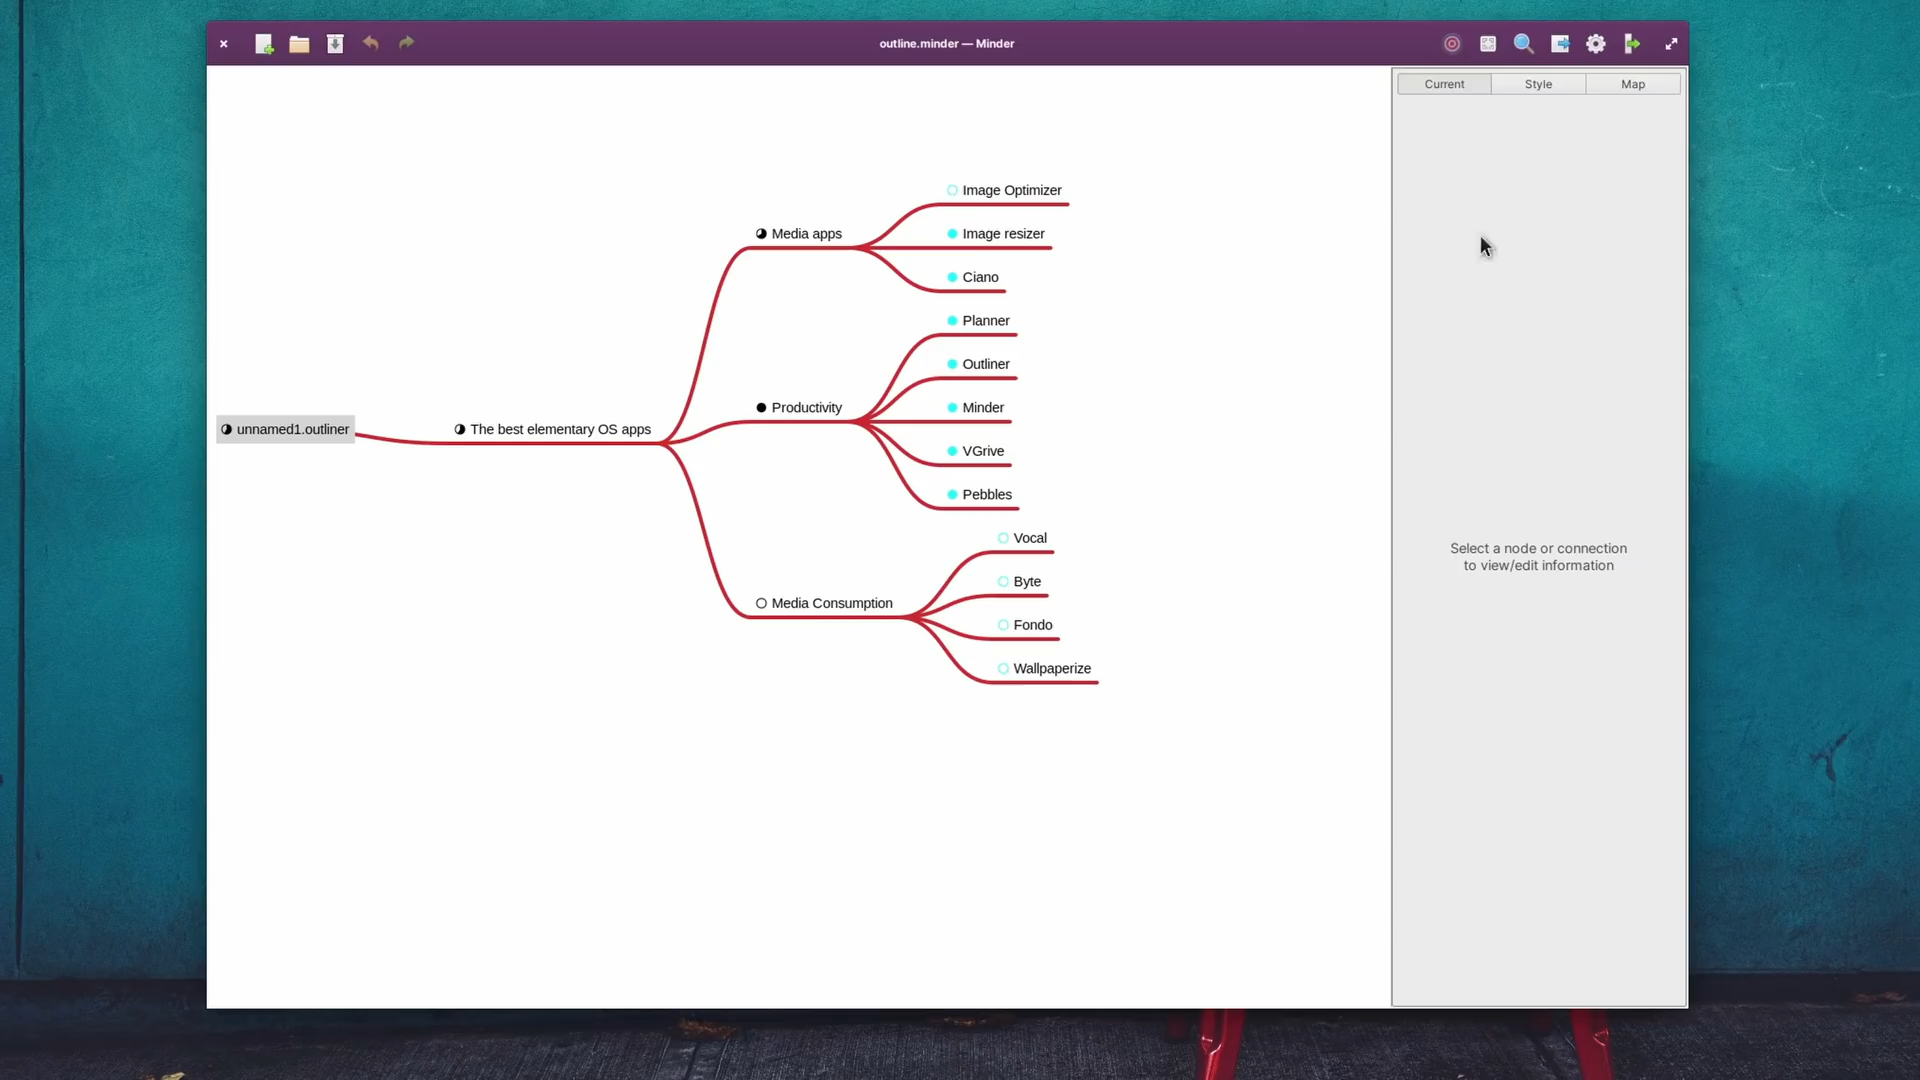 outline.minder — Minder
Current
Style
Map
Image Optimizer
Media apps
Image resizer
Ciano
Planner
Outliner
Productivity
Minder
unnamed1.outliner
The best elementary OS apps
VGrive
Pebbles
Vocal
Byte
Media Consumption
Fondo
Wallpaperize
Select a node or connection
to view/edit information